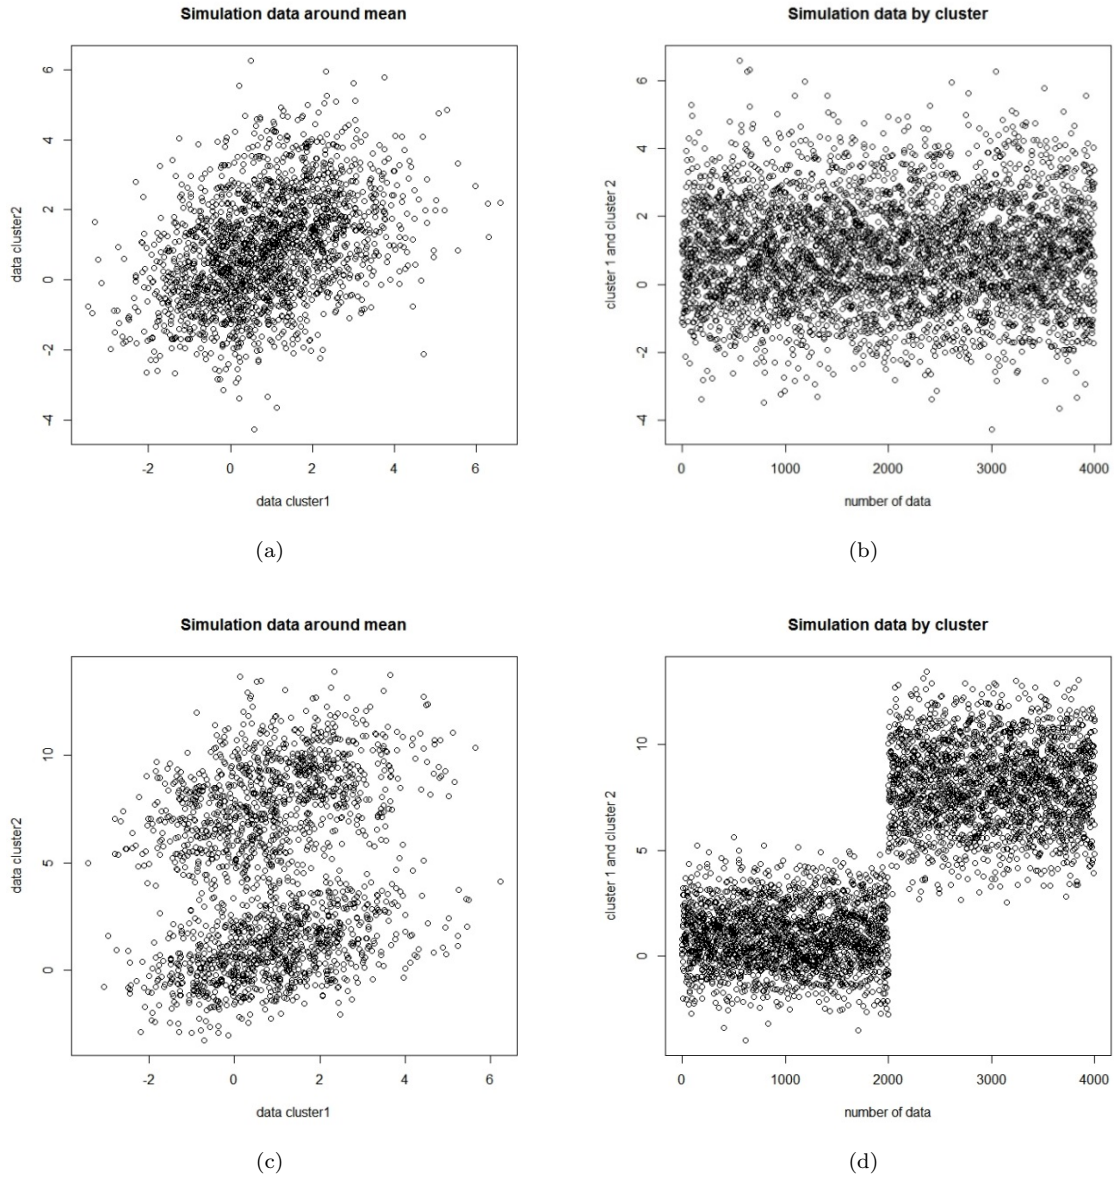 Simulation data around mean
data cluster2
6
4
2
0
-2
-4
-2 0 2 4 6
data cluster1
(a)
Simulation data by cluster
cluster 1 and cluster 2
6
4
2
0
-2
-4
0 1000 2000 3000 4000
number of data
(b)
Simulation data around mean
data cluster2
10
5
0
-2 0 2 4 6
data cluster1
(c)
Simulation data by cluster
cluster 1 and cluster 2
10
5
0
0 1000 2000 3000 4000
number of data
(d)